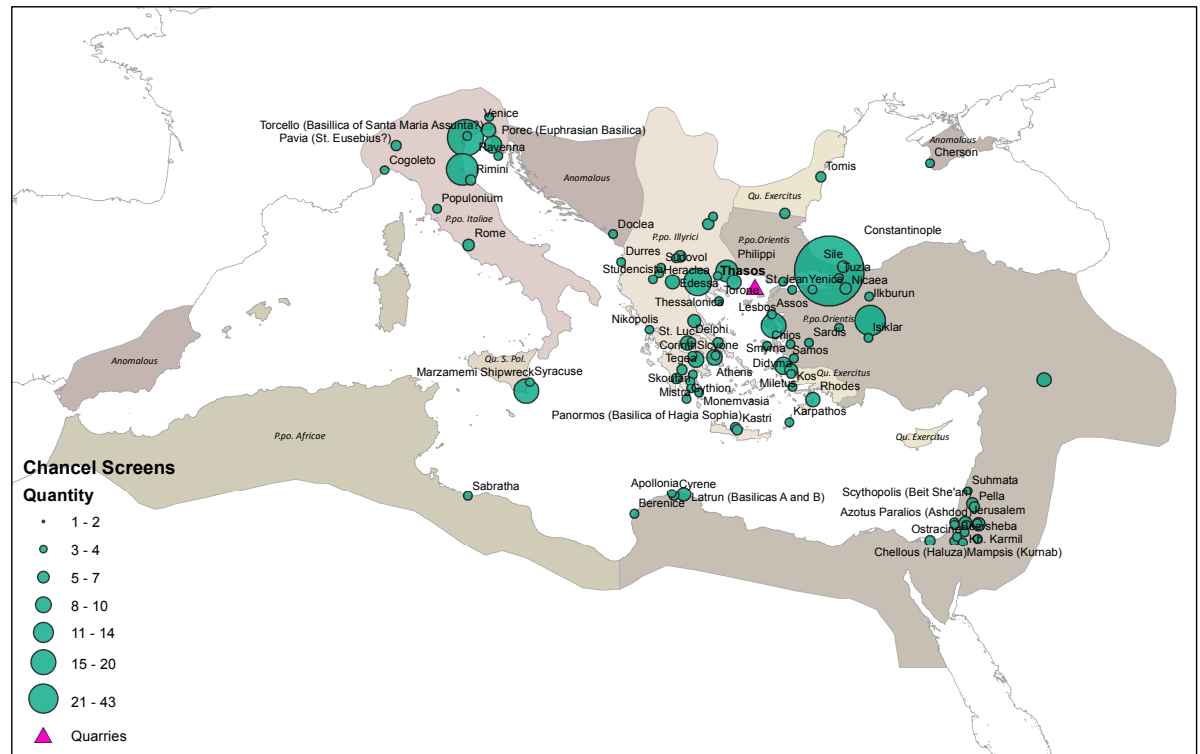 Venice
Torcello (Basillica of Santa Maria Assunta?)
Porec (Euphrasian Basilica)
Pavia (St. Eusebius?)
Ravenna
Cogoleto
Rimini
Populonium
P.po. Italiae
Rome
Anomalous
Anomalous
Cherson
Tomis
Qu. Exercitus
Doclea
P.po. Illyrici
P.po.Orientis
Constantinople
Durres
Sudovol
Philippi
Sile
Studencista
Heraclea
Thasos
Tuzla
Edessa
Torone
St.Jean
Yenice
Nicaea
Thessalonica
Lesbos
Assos
Ilkburun
Nikopolis
St. Luc
Delphi
Chios
P.po.Orientis
Sardis
Isiklar
Corinth
Sicyone
Smyrna
Samos
Anomalous
Qu. S. Pol.
Tegea
Athens
Didyma
Qu. Exercitus
Marzamemi Shipwreck
Syracuse
Skoutari
Gythion
Miletus
Kos
Rhodes
Mistra
Monemvasia
Panormos (Basilica of Hagia Sophia)
Kastri
Karpathos
P.po. Africae
Qu. Exercitus
Chancel Screens
Quantity
1 - 2
3 - 4
5 - 7
8 - 10
11 - 14
15 - 20
21 - 43
Quarries
Sabratha
Apollonia
Cyrene
Berenice
Latrun (Basilicas A and B)
Suhmata
Scythopolis (Beit She'an)
Pella
Azotus Paralios (Ashdod)
Jerusalem
Ostracine
Beersheba
Kh. Karmil
Chellous (Haluza)
Mampsis (Kurnab)